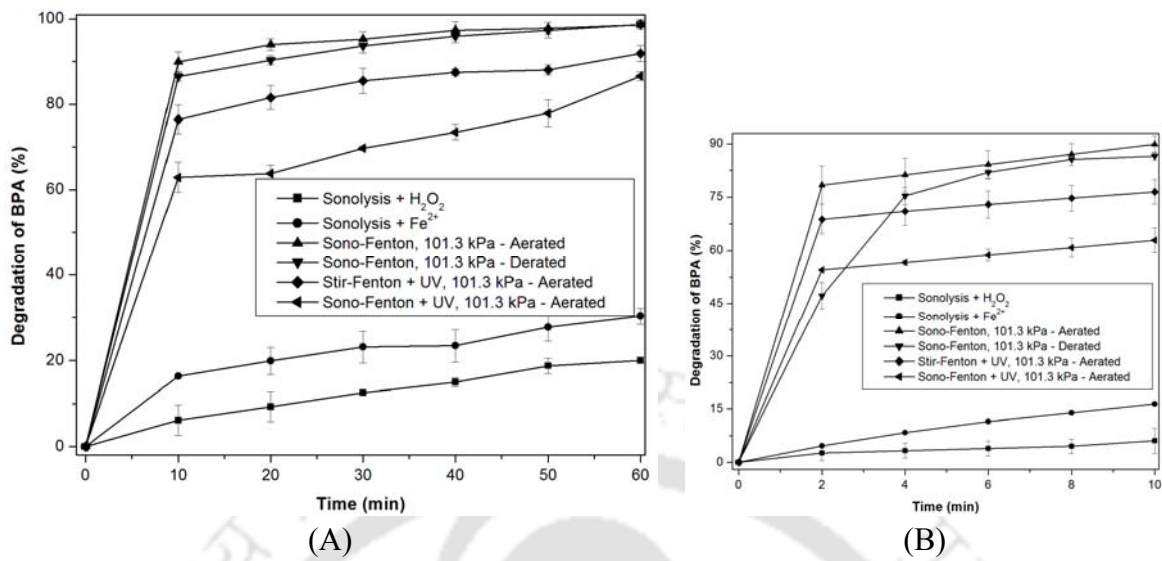 100
80
60
40
20
0
Degradation of BPA (%)
Sonolysis + H₂O₂
Sonolysis + Fe²⁺
Sono-Fenton, 101.3 kPa - Aerated
Sono-Fenton, 101.3 kPa - Derated
Stir-Fenton + UV, 101.3 kPa - Aerated
Sono-Fenton + UV, 101.3 kPa - Aerated
0 10 20 30 40 50 60
Time (min)
(A)
90
75
60
45
30
15
0
Degradation of BPA (%)
Sonolysis + H₂O₂
Sonolysis + Fe²⁺
Sono-Fenton, 101.3 kPa - Aerated
Sono-Fenton, 101.3 kPa - Derated
Stir-Fenton + UV, 101.3 kPa - Aerated
Sono-Fenton + UV, 101.3 kPa - Aerated
0 2 4 6 8 10
Time (min)
(B)